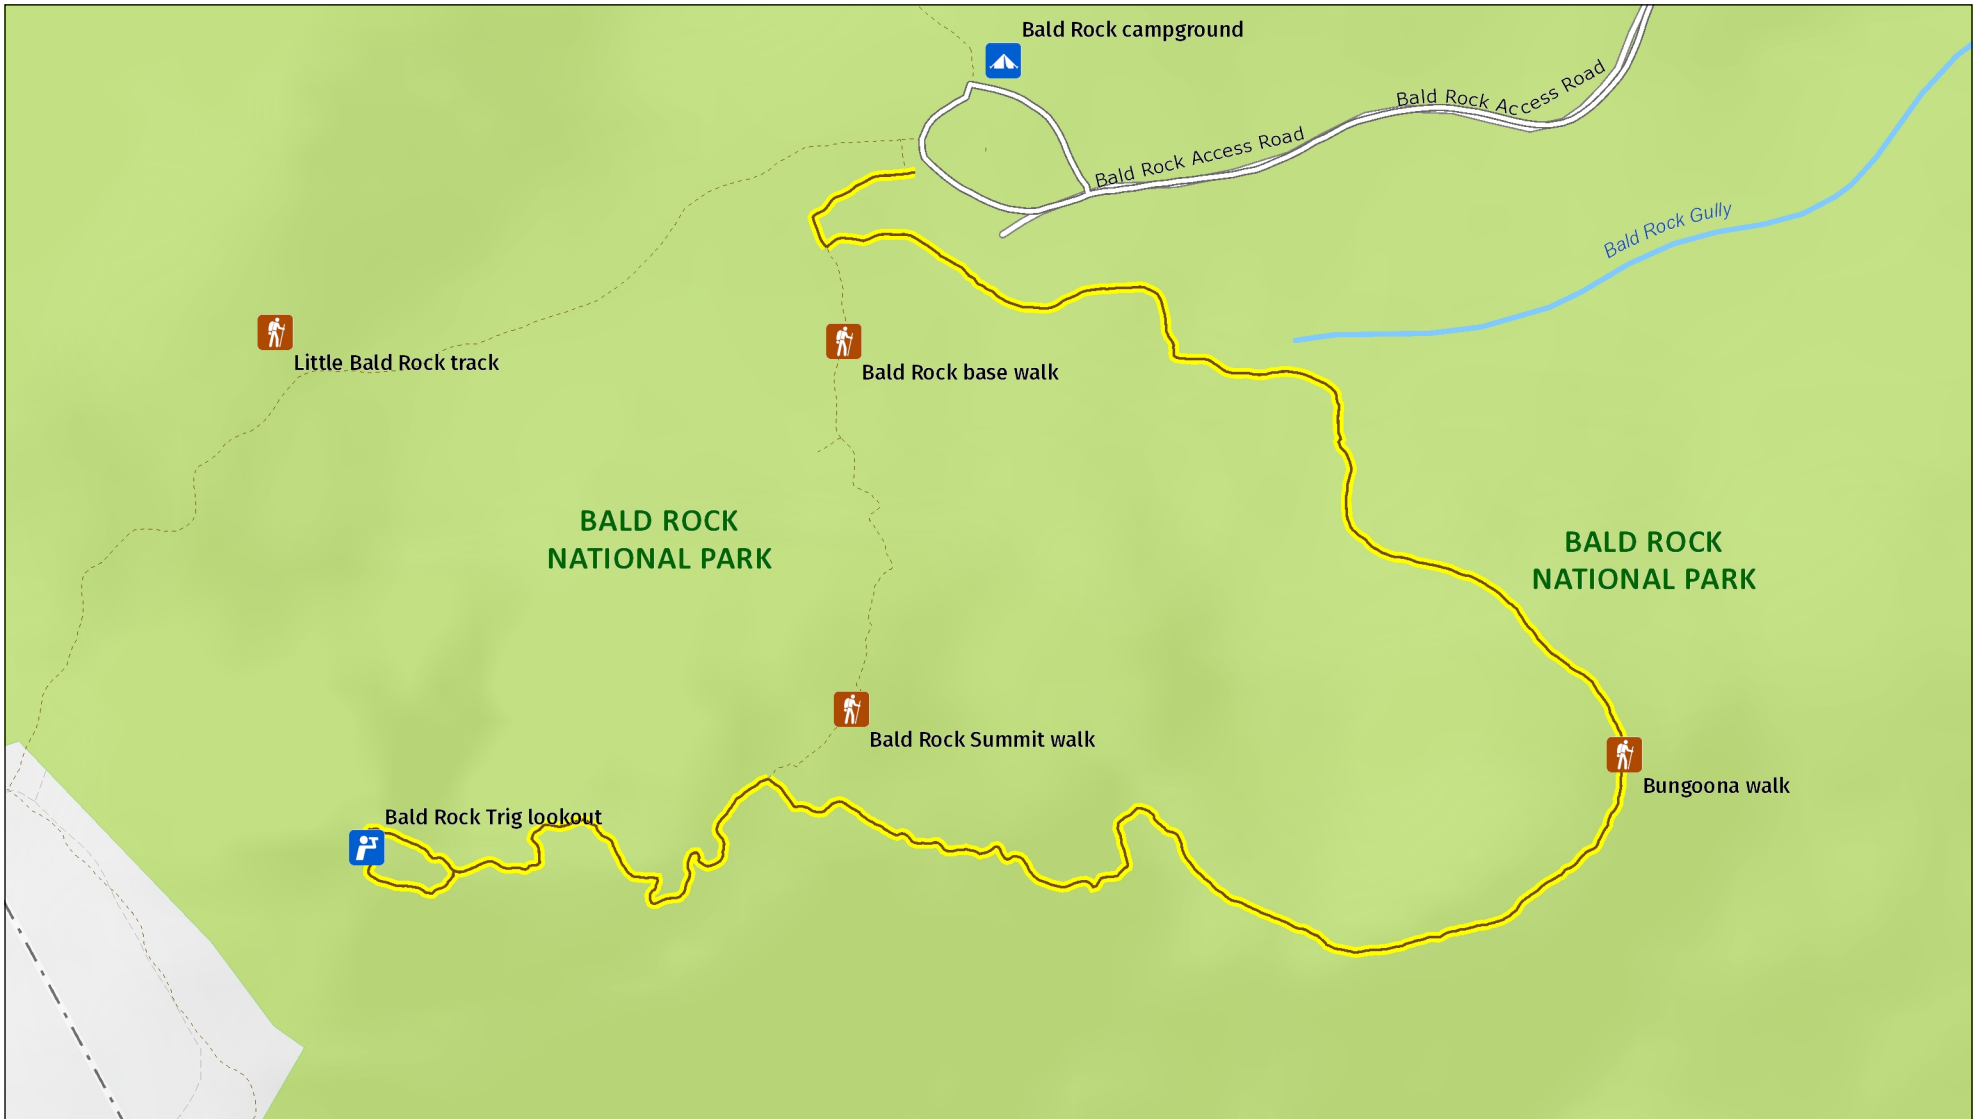 Bald Rock campground
Bald Rock Access Road
Bald Rock Access Road
Bald Rock Gully
Little Bald Rock track
Bald Rock base walk
BALD ROCK
NATIONAL PARK
BALD ROCK
NATIONAL PARK
Bald Rock Summit walk
Bungoona walk
Bald Rock Trig lookout